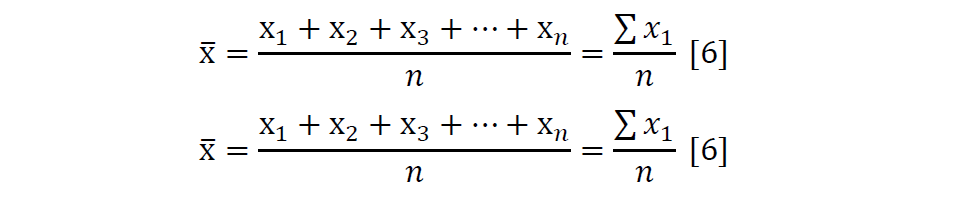 x̄ = (x₁ + x₂ + x₃ + ⋯ + xₙ)/n = (∑ x₁)/n [6]
x̄ = (x₁ + x₂ + x₃ + ⋯ + xₙ)/n = (∑ x₁)/n [6]